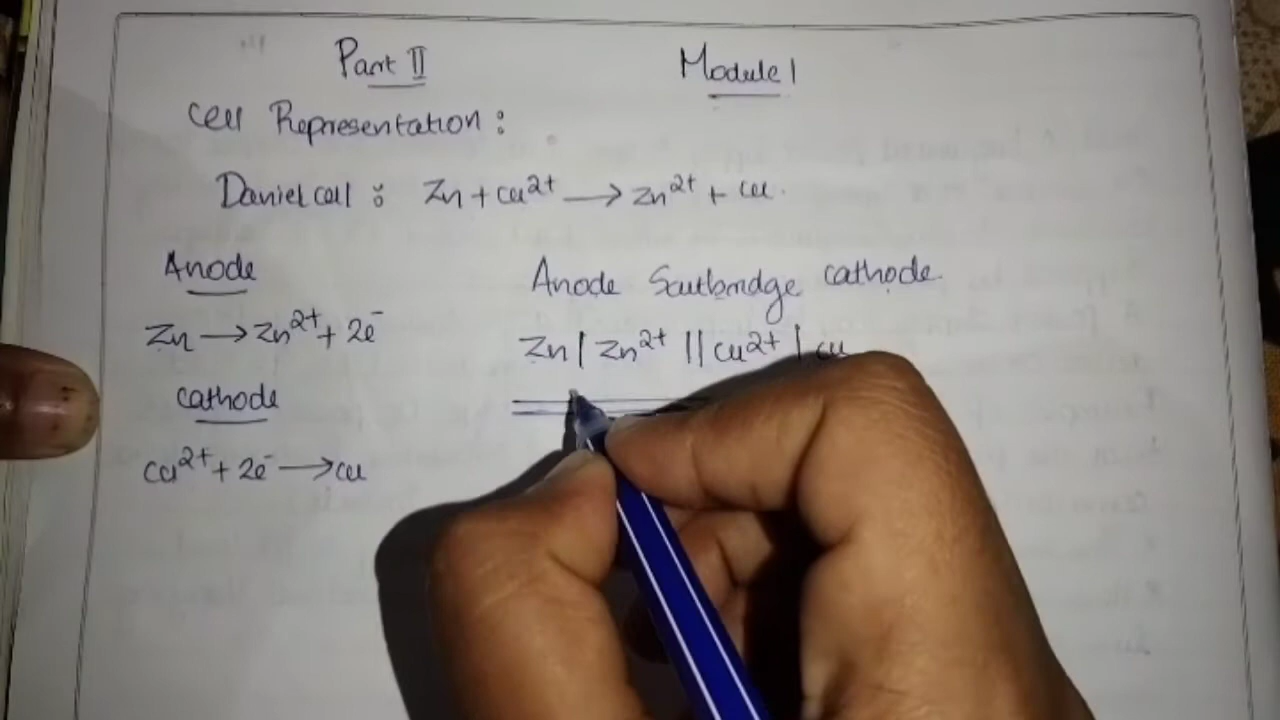 Part II Module 1
Cell Representation:
Daniel cell : Zn + Cu²⁺ → Zn²⁺ + Cu.
Anode
Zn → Zn²⁺ + 2e⁻
Cathode
Cu²⁺ + 2e⁻ → Cu
Anode Saltbridge cathode
Zn | Zn²⁺ || Cu²⁺ | Cu